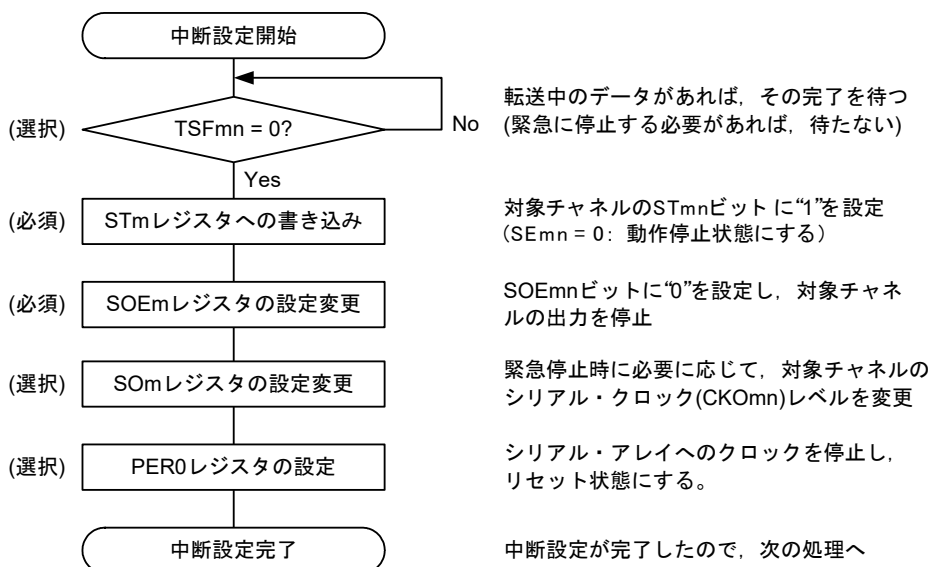 中断設定開始
転送中のデータがあれば，その完了を待つ
(選択)
TSFmn = 0?
No
(緊急に停止する必要があれば，待たない)
Yes
(必須)
STmレジスタへの書き込み
対象チャネルのSTmnビット に“1”を設定
（SEmn = 0：動作停止状態にする）
(必須)
SOEmレジスタの設定変更
SOEmnビットに“0”を設定し，対象チャネ
ルの出力を停止
(選択)
SOmレジスタの設定変更
緊急停止時に必要に応じて，対象チャネルの
シリアル・クロック(CKOmn)レベルを変更
(選択)
PER0レジスタの設定
シリアル・アレイへのクロックを停止し，
リセット状態にする。
中断設定完了
中断設定が完了したので，次の処理へ